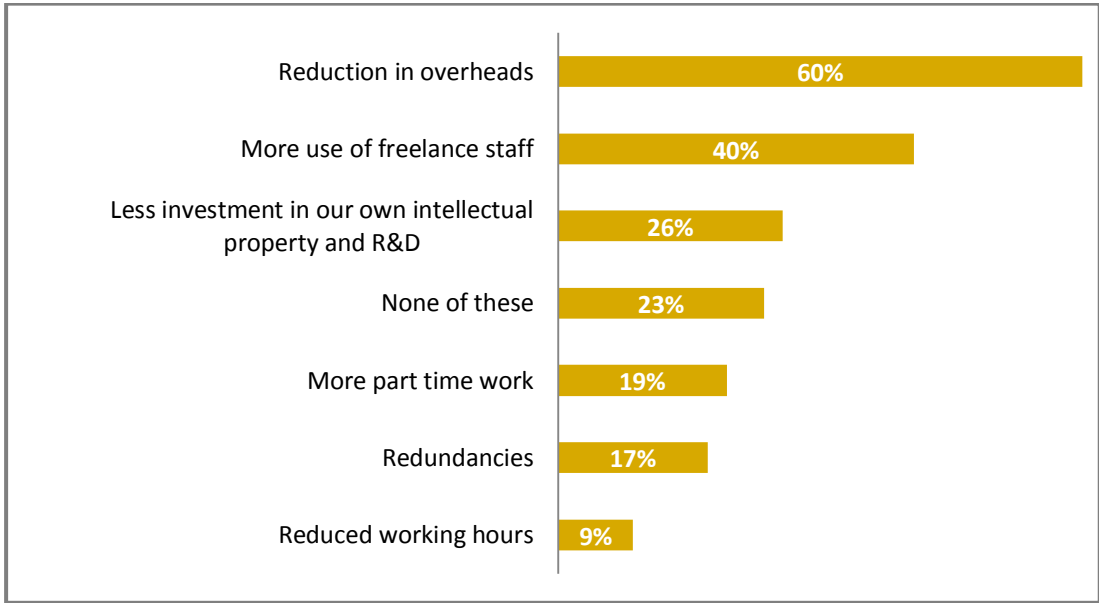 Reduction in overheads
60%
More use of freelance staff
40%
Less investment in our own intellectual
property and R&D
26%
None of these
23%
More part time work
19%
Redundancies
17%
Reduced working hours
9%